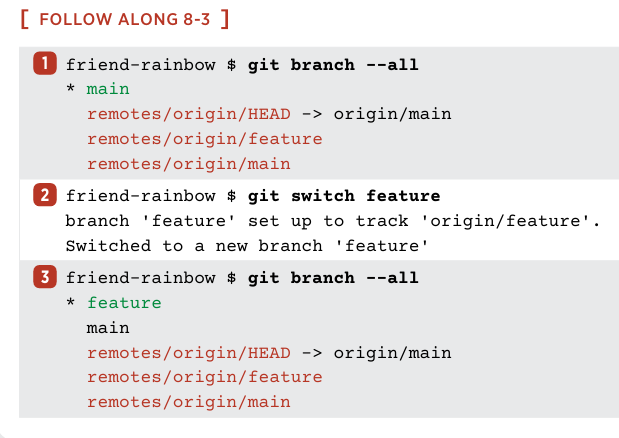 [ FOLLOW ALONG 8-3 ]
1 friend-rainbow $ git branch --all
* main
remotes/origin/HEAD -> origin/main
remotes/origin/feature
remotes/origin/main
2 friend-rainbow $ git switch feature
branch 'feature' set up to track 'origin/feature'.
Switched to a new branch 'feature'
3 friend-rainbow $ git branch --all
* feature
main
remotes/origin/HEAD -> origin/main
remotes/origin/feature
remotes/origin/main